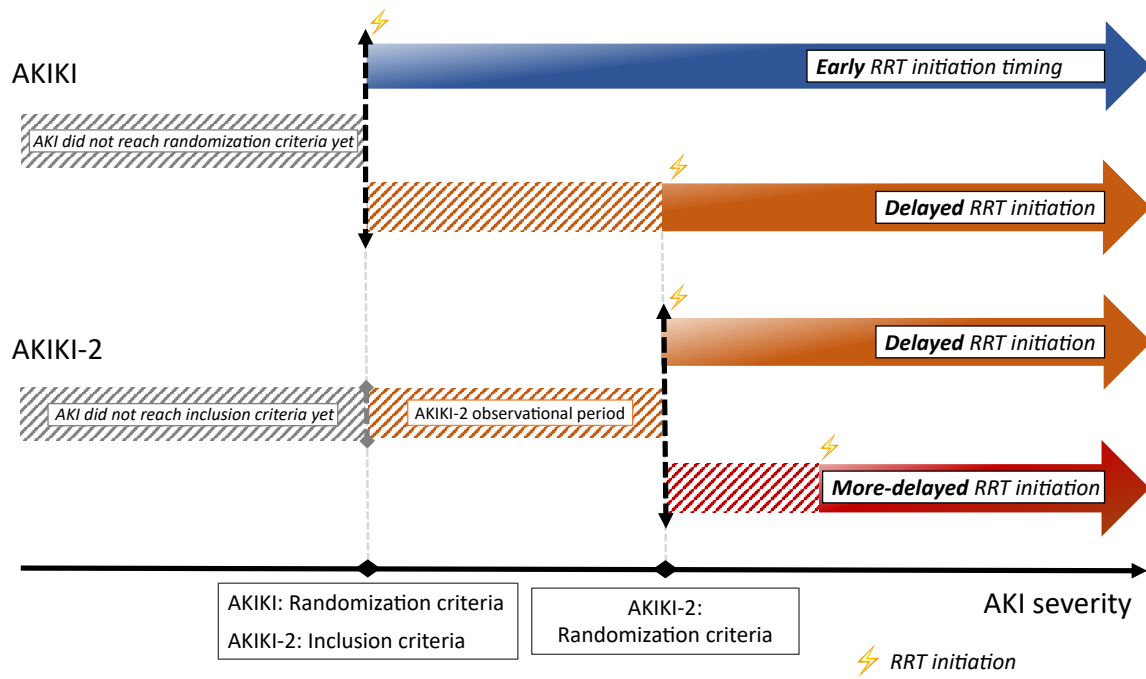 AKIKI
Early RRT initiation timing
AKI did not reach randomization criteria yet
Delayed RRT initiation
AKIKI-2
Delayed RRT initiation
AKI did not reach inclusion criteria yet
AKIKI-2 observational period
More-delayed RRT initiation
AKIKI: Randomization criteria
AKIKI-2: Inclusion criteria
AKIKI-2:
Randomization criteria
AKI severity
RRT initiation